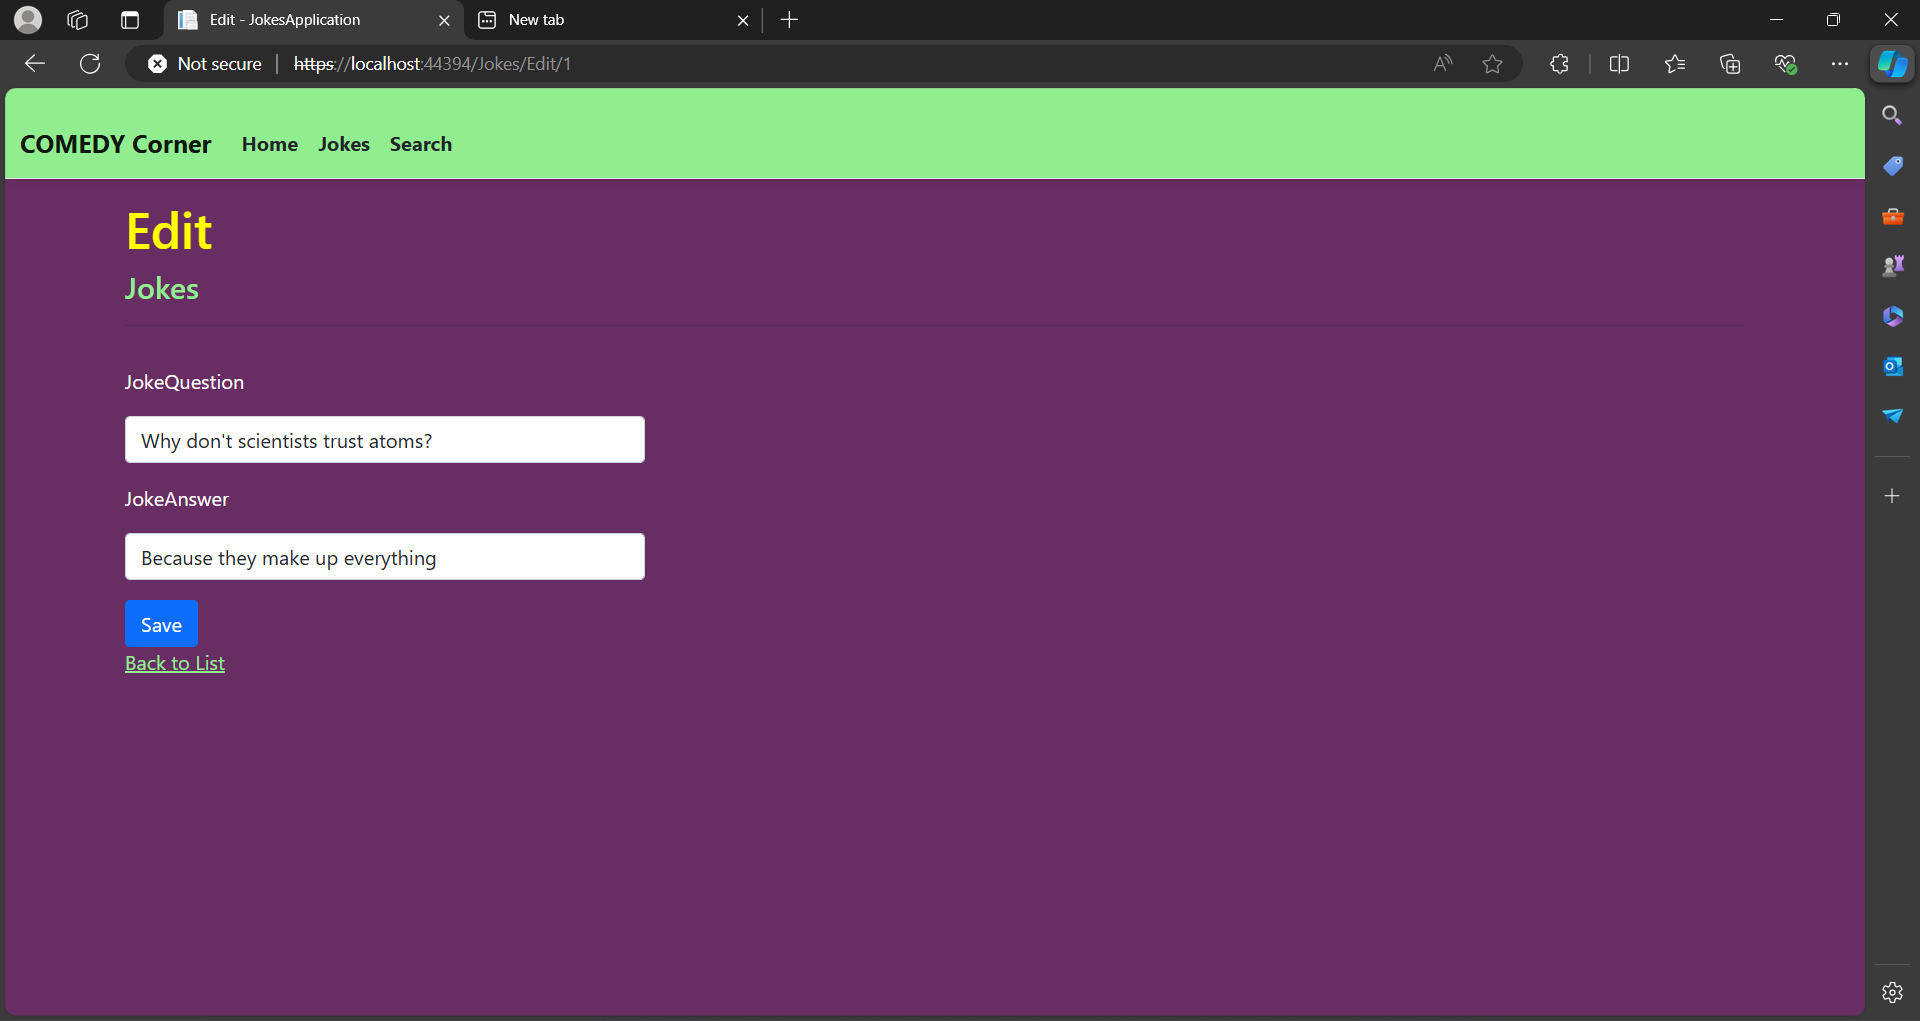 Edit - JokesApplication
New tab
Not secure
https://localhost:44394/Jokes/Edit/1
COMEDY Corner Home Jokes Search
Edit
Jokes
JokeQuestion
Why don't scientists trust atoms?
JokeAnswer
Because they make up everything
Save
Back to List